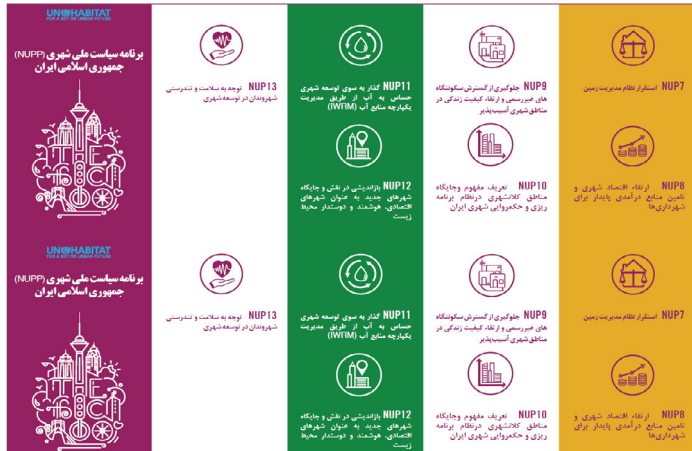 UN HABITAT
FOR A BETTER URBAN FUTURE
برنامه سیاست ملی شهری (NUPP)
جمهوری اسلامی ایران
NUP13 توجه به سلامت و تندرستی
شهروندان در توسعه شهری
NUP11 گذار به سوی توسعه شهری
حساس به آب از طریق مدیریت
یکپارچه منابع آب (IWRM)
NUP12 بازاندیشی در نقش و جایگاه
شهرهای جدید به عنوان شهرهای
اقتصادی، هوشمند و دوستدار محیط
زیست
NUP9 جلوگیری از گسترش سکونتگاه
های غیررسمی و ارتقاء کیفیت زندگی در
مناطق شهری آسیب‌پذیر
NUP10 تعریف مفهوم وجایگاه
مناطق کلانشهری درنظام برنامه
ریزی و حکمروایی شهری ایران
NUP7 استقرار نظام مدیریت زمین
NUP8 ارتقاء اقتصاد شهری و
تامین منابع درآمدی پایدار برای
شهرداری‌ها
UN HABITAT
FOR A BETTER URBAN FUTURE
برنامه سیاست ملی شهری (NUPP)
جمهوری اسلامی ایران
NUP13 توجه به سلامت و تندرستی
شهروندان در توسعه شهری
NUP11 گذار به سوی توسعه شهری
حساس به آب از طریق مدیریت
یکپارچه منابع آب (IWRM)
NUP12 بازاندیشی در نقش و جایگاه
شهرهای جدید به عنوان شهرهای
اقتصادی، هوشمند و دوستدار محیط
زیست
NUP9 جلوگیری از گسترش سکونتگاه
های غیررسمی و ارتقاء کیفیت زندگی در
مناطق شهری آسیب‌پذیر
NUP10 تعریف مفهوم وجایگاه
مناطق کلانشهری درنظام برنامه
ریزی و حکمروایی شهری ایران
NUP7 استقرار نظام مدیریت زمین
NUP8 ارتقاء اقتصاد شهری و
تامین منابع درآمدی پایدار برای
شهرداری‌ها